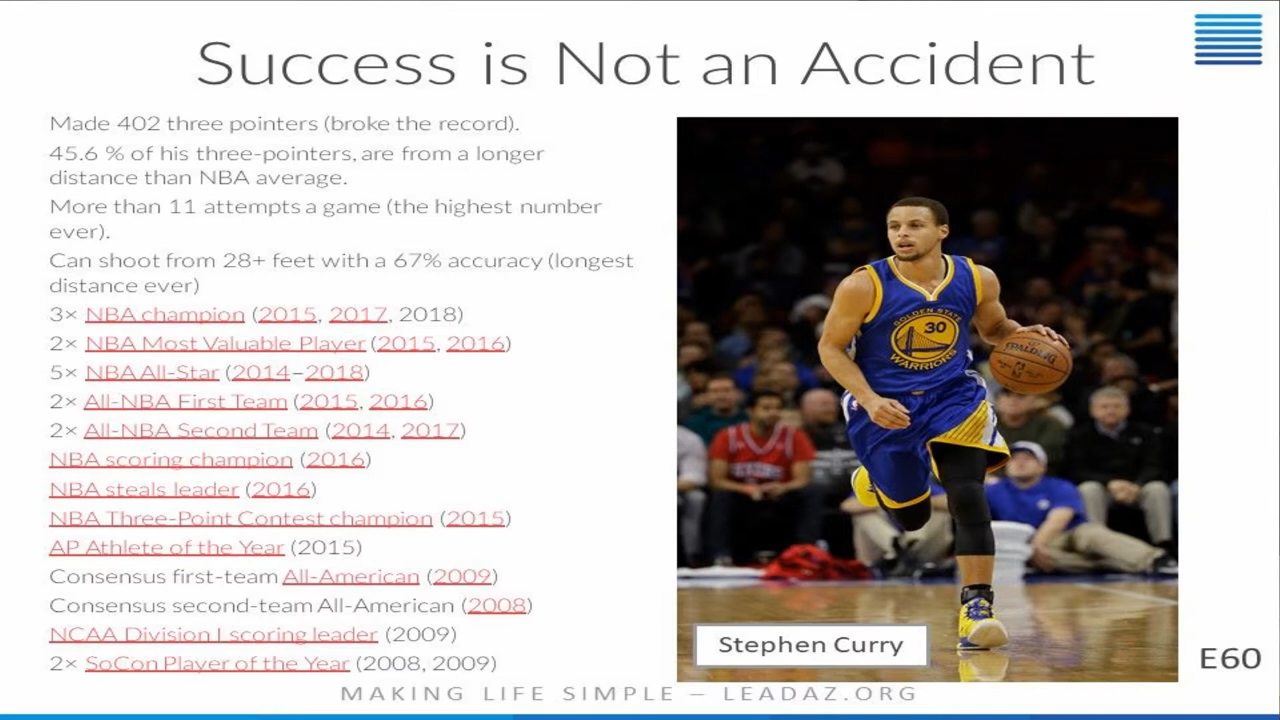 Success is Not an Accident
Made 402 three pointers (broke the record).
45.6 % of his three-pointers, are from a longer
distance than NBA average.
More than 11 attempts a game (the highest number
ever).
Can shoot from 28+ feet with a 67% accuracy (longest
distance ever)
3× NBA champion (2015, 2017, 2018)
2× NBA Most Valuable Player (2015, 2016)
5× NBA All-Star (2014–2018)
2× All-NBA First Team (2015, 2016)
2× All-NBA Second Team (2014, 2017)
NBA scoring champion (2016)
NBA steals leader (2016)
NBA Three-Point Contest champion (2015)
AP Athlete of the Year (2015)
Consensus first-team All-American (2009)
Consensus second-team All-American (2008)
NCAA Division I scoring leader (2009)
2× SoCon Player of the Year (2008, 2009)
GOLDEN STATE
30
WARRIORS
SPALDING
Stephen Curry
E60
MAKING LIFE SIMPLE – LEADAZ.ORG